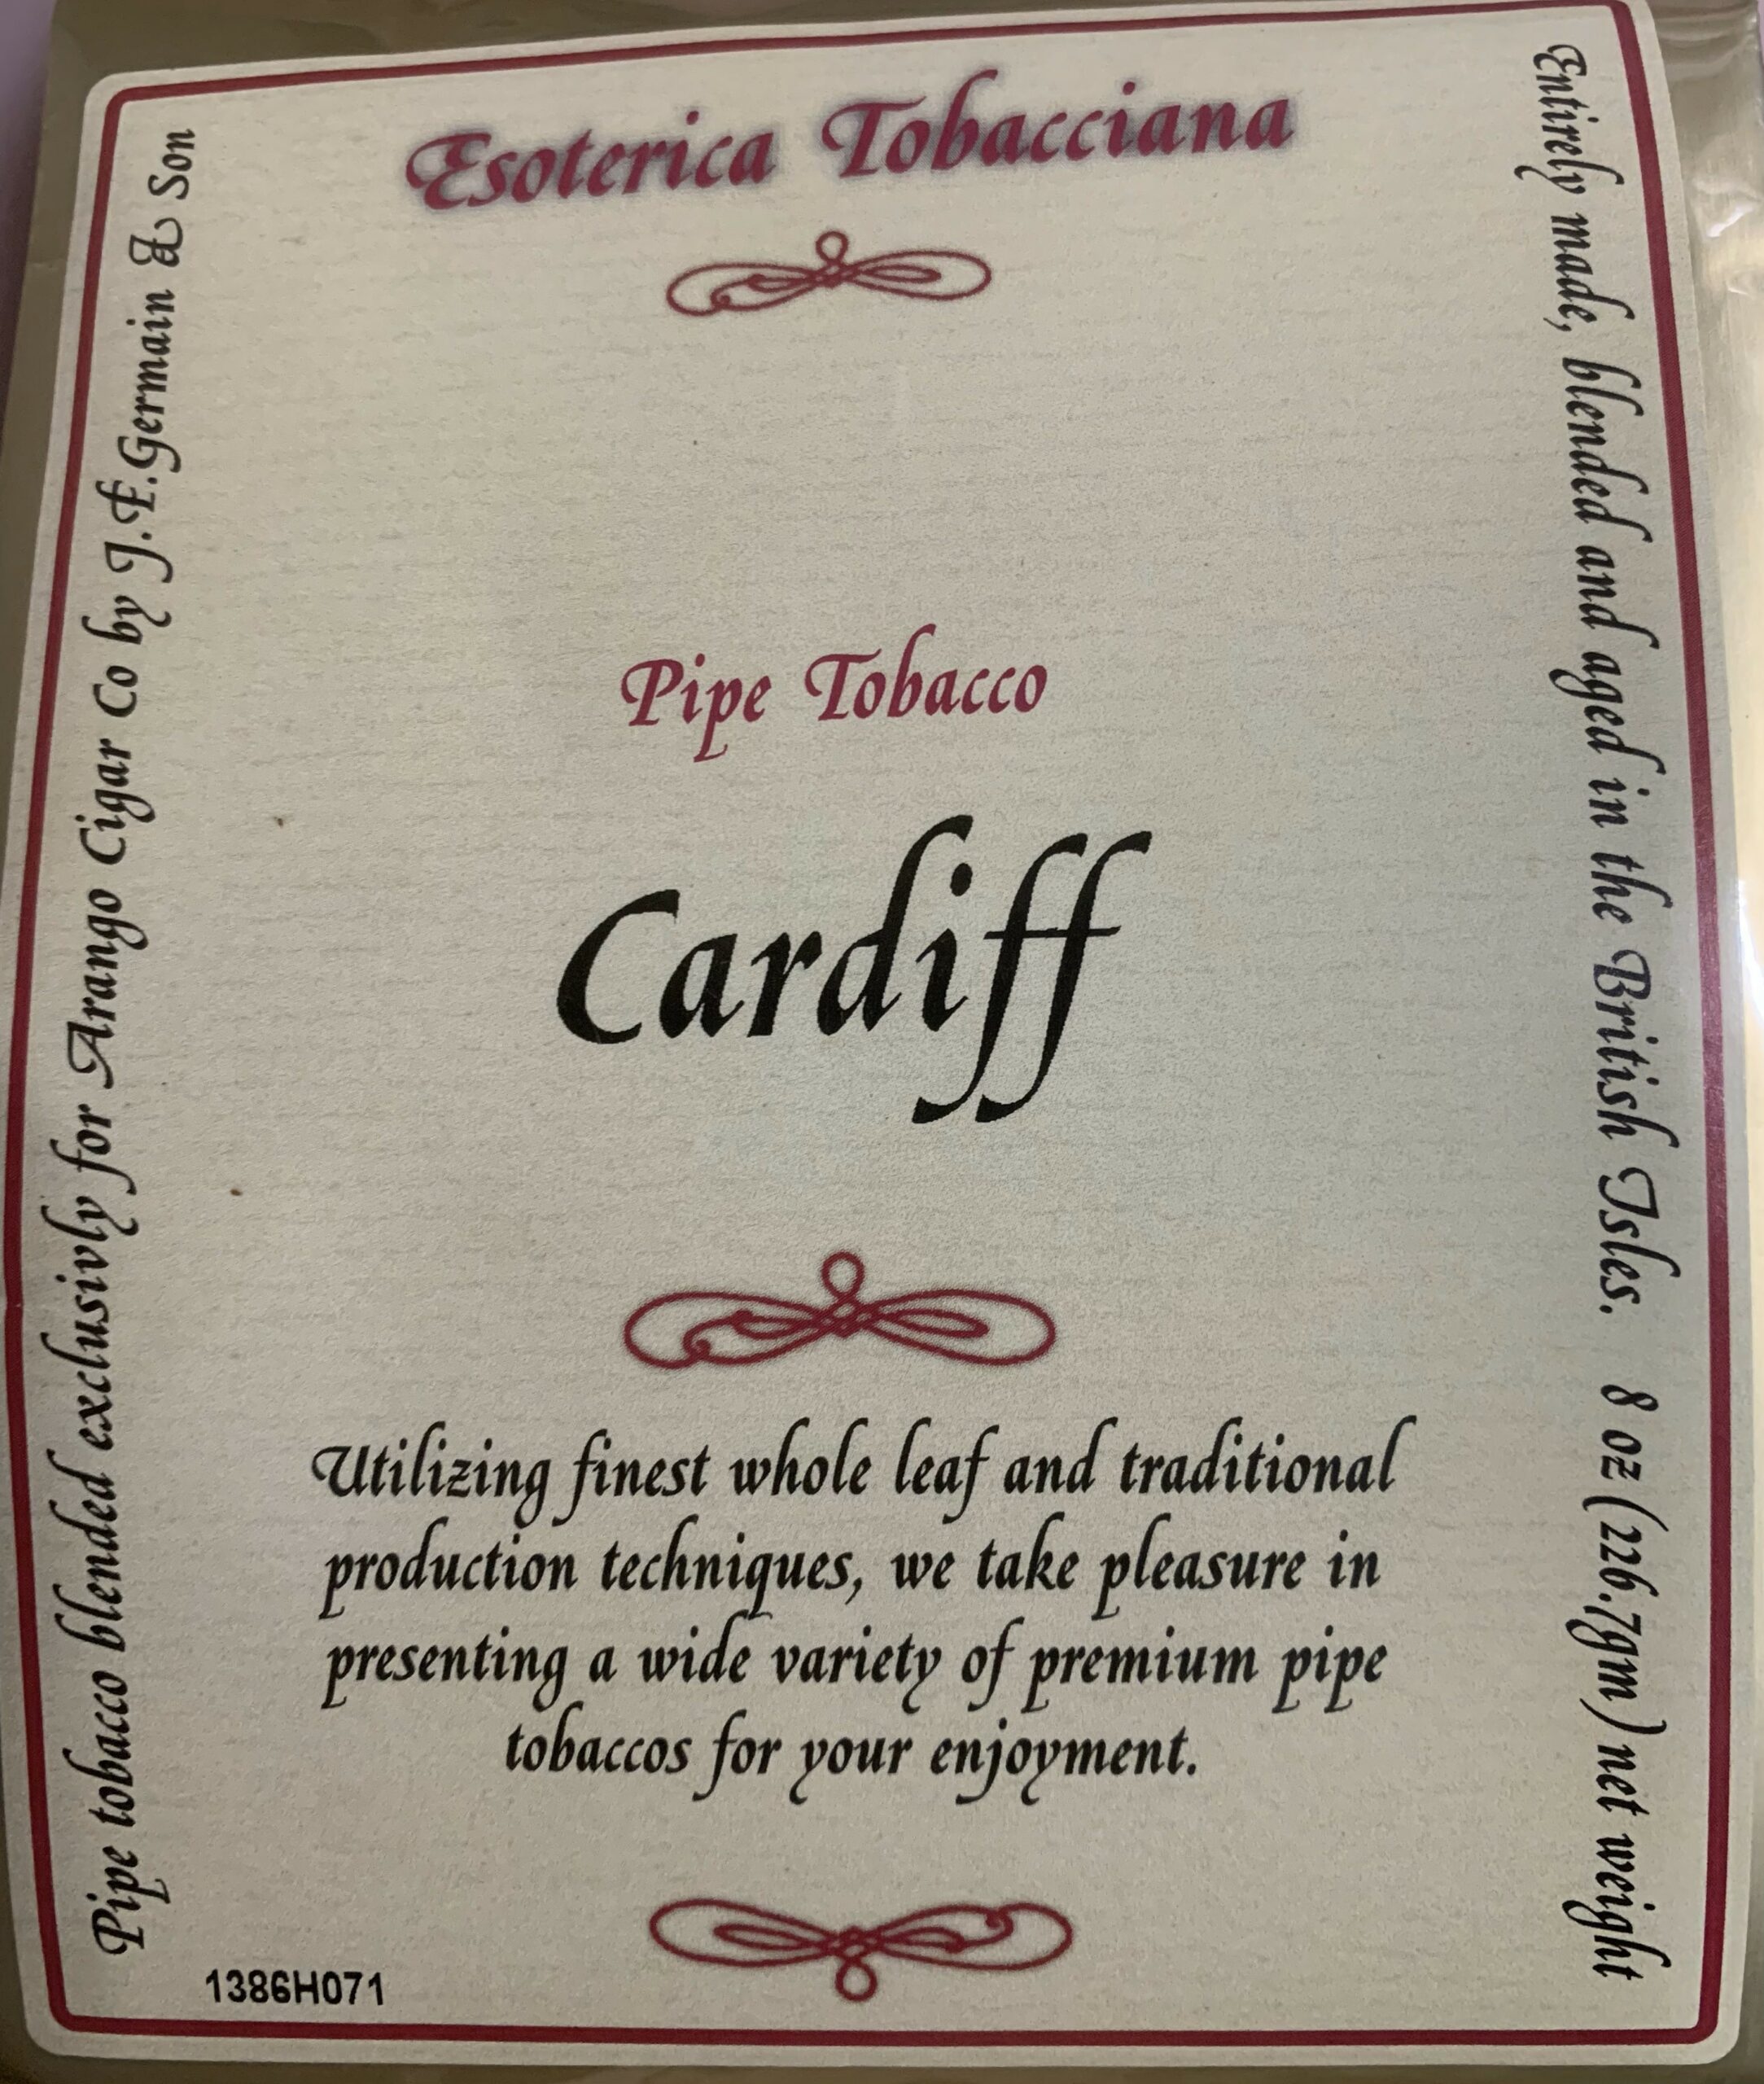 Esoterica Tobacciana
Pipe Tobacco
Cardiff
Utilizing finest whole leaf and traditional
production techniques, we take pleasure in
presenting a wide variety of premium pipe
tobaccos for your enjoyment.
1386H071
Pipe tobacco blended exclusivly for Arango Cigar Co by J.F.Germain & Son
Entirely made, blended and aged in the British Isles. 8 oz (226.7gm) net weight